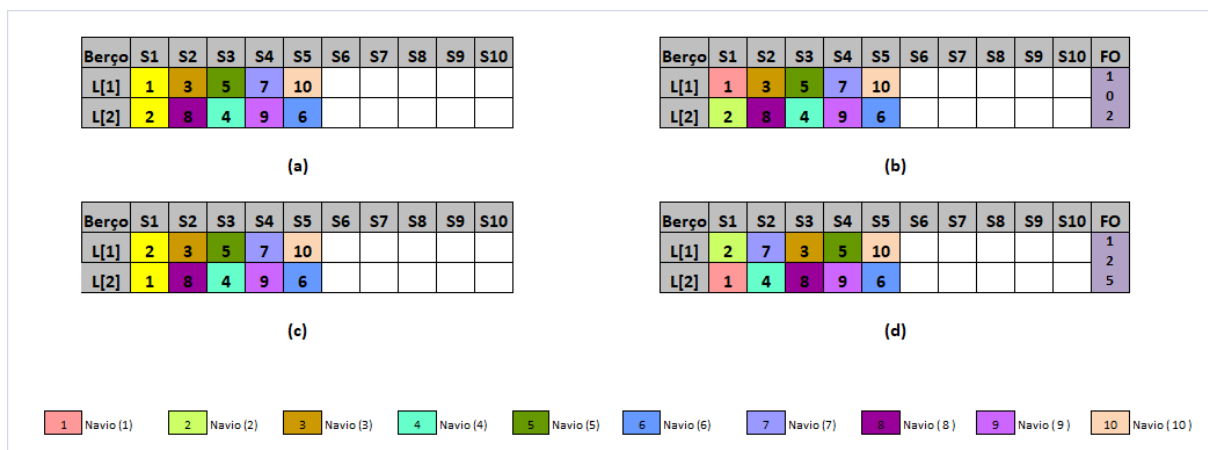 Berço S1 S2 S3 S4 S5 S6 S7 S8 S9 S10
L[1] 1 3 5 7 10
L[2] 2 8 4 9 6
(a)
Berço S1 S2 S3 S4 S5 S6 S7 S8 S9 S10 FO
L[1] 1 3 5 7 10 102
L[2] 2 8 4 9 6
(b)
Berço S1 S2 S3 S4 S5 S6 S7 S8 S9 S10
L[1] 2 3 5 7 10
L[2] 1 8 4 9 6
(c)
Berço S1 S2 S3 S4 S5 S6 S7 S8 S9 S10 FO
L[1] 2 7 3 5 10 125
L[2] 1 4 8 9 6
(d)
1 Navio (1) 2 Navio (2) 3 Navio (3) 4 Navio (4) 5 Navio (5) 6 Navio (6) 7 Navio (7) 8 Navio ( 8 ) 9 Navio ( 9 ) 10 Navio ( 10 )